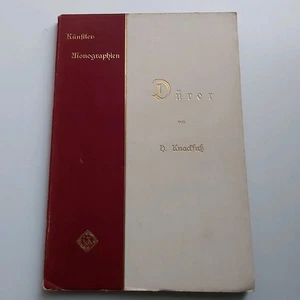 Künstler
Monographien
Dürer
von
H. Knackfuß